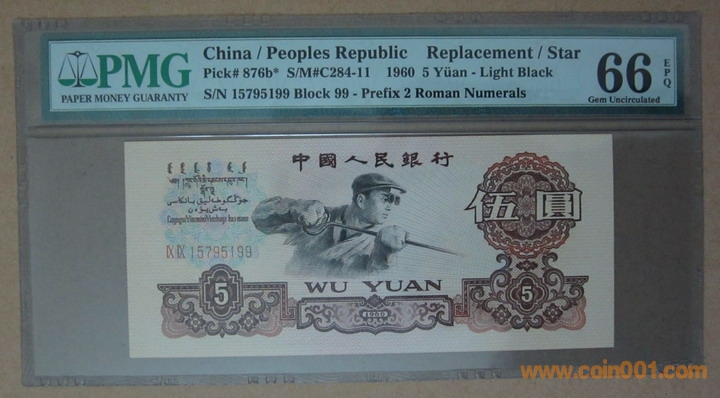 PMG
PAPER MONEY GUARANTY
China / Peoples Republic Replacement / Star
Pick# 876b* S/M#C284-11 1960 5 Yüan - Light Black
S/N 15795199 Block 99 - Prefix 2 Roman Numerals
66 EPQ
Gem Uncirculated
中國人民銀行
伍圓
ⅨⅨ 15795199
5
WU YUAN
5
1960
www.coin001.com